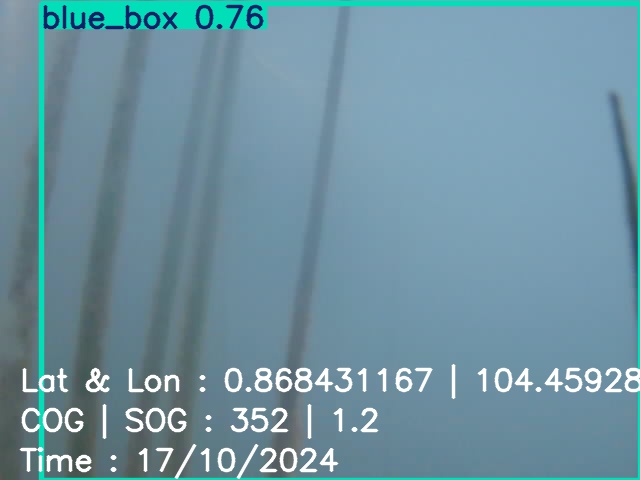 blue_box 0.76
Lat & Lon : 0.868431167 | 104.45928
COG | SOG : 352 | 1.2
Time : 17/10/2024